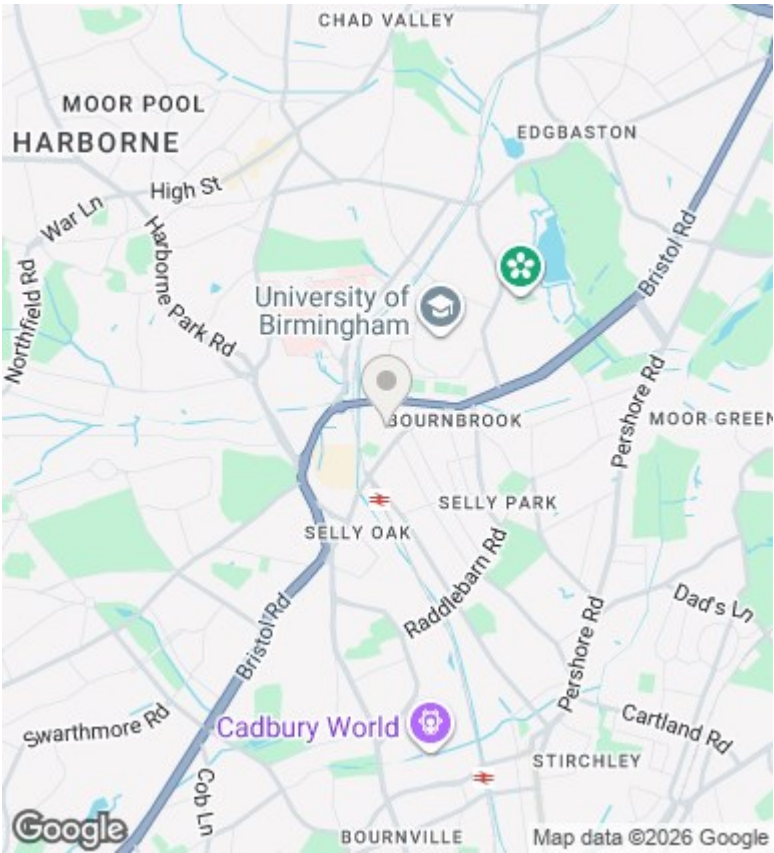 CHAD VALLEY
MOOR POOL
HARBORNE
EDGBASTON
High St
War Ln
Harborne Park Rd
Northfield Rd
Bristol Rd
University of
Birmingham
Pershore Rd
BOURNBROOK
MOOR GREEN
SELLY PARK
SELLY OAK
Raddlebarn Rd
Dad's Ln
Bristol Rd
Pershore Rd
Swarthmore Rd
Cadbury World
Cartland Rd
STIRCHLEY
Cob Ln
Google
BOURNVILLE
Map data ©2026 Google